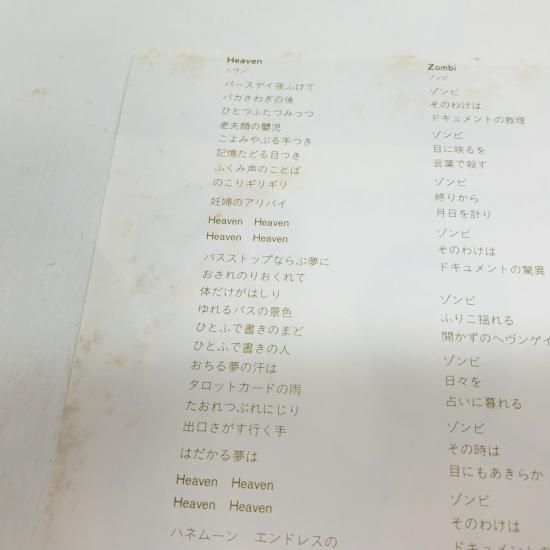 Heaven
ヘヴン
バースデイ夜ふけて
バカさわぎの後
ひとつふたつみっつ
老夫顔の嬰児
こよみやぶる手つき
記憶たどる目つき
ふくみ声のことば
のこりギリギリ
妊婦のアリバイ
Heaven Heaven
Heaven Heaven
バスストップならぶ夢に
おされのりおくれて
体だけがはしり
ゆれるバスの景色
ひとふで書きのまど
ひとふで書きの人
おちる夢の汗は
タロットカードの雨
たおれつぶれにじり
出口さがす行く手
はだかる夢は
Heaven Heaven
Heaven Heaven
ハネムーン エンドレスの
Zombi
ゾンビ
ゾンビ
そのわけは
ドキュメントの教理
ゾンビ
目に映るを
言葉で殺す
ゾンビ
終りから
月日を計り
ゾンビ
そのわけは
ドキュメントの驚異
ゾンビ
ふりこ揺れる
開かずのヘヴンゲイ
ゾンビ
日々を
占いに暮れる
ゾンビ
その時は
目にもあきらか
ゾンビ
そのわけは